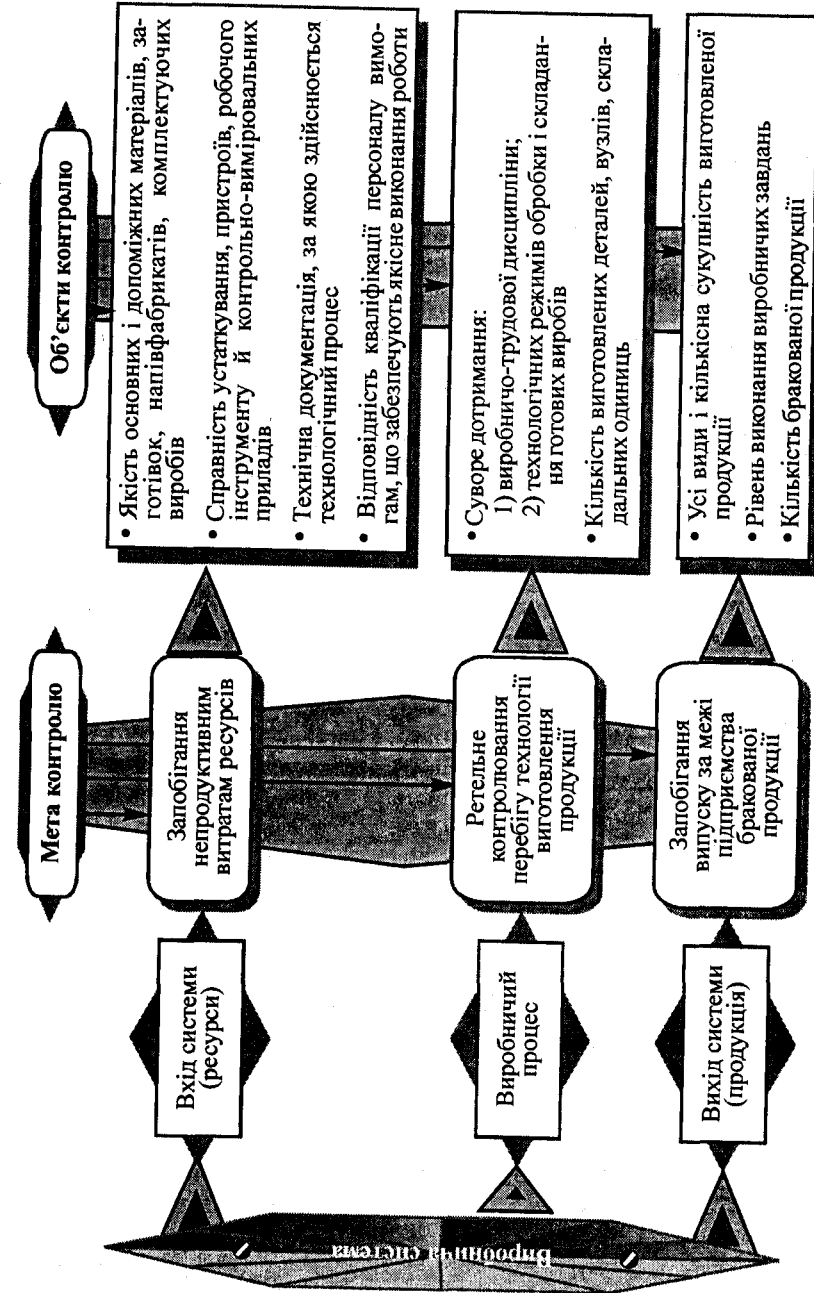 Виробнича система
Мета контролю
Об’єкти контролю
Вхід системи
(ресурси)
Запобігання
непродуктивним
витратам ресурсів
• Якість основних і допоміжних матеріалів, за-
готівок, напівфабрикатів, комплектуючих
виробів
• Справність устаткування, пристроїв, робочого
інструменту й контрольно-вимірювальних
приладів
• Технічна документація, за якою здійснюється
технологічний процес
• Відповідність кваліфікації персоналу вимо-
гам, що забезпечують якісне виконання роботи
Виробничий
процес
Ретельне
контролювання
перебігу технології
виготовлення
продукції
• Суворе дотримання:
1) виробничо-трудової дисципліни;
2) технологічних режимів обробки і складан-
ня готових виробів
• Кількість виготовлених деталей, вузлів, скла-
дальних одиниць
Вихід системи
(продукція)
Запобігання
випуску за межі
підприємства
бракованої
продукції
• Усі види і кількісна сукупність виготовленої
продукції
• Рівень виконання виробничих завдань
• Кількість бракованої продукції